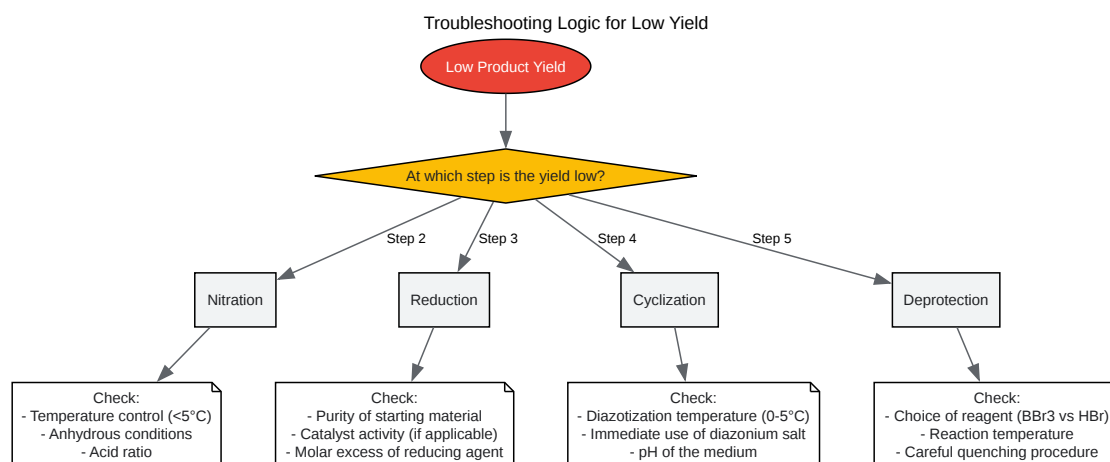 Troubleshooting Logic for Low Yield
Low Product Yield
At which step is the yield low?
Step 2
Step 3
Step 4
Step 5
Nitration
Reduction
Cyclization
Deprotection
Check:
- Temperature control (<5°C)
- Anhydrous conditions
- Acid ratio
Check:
- Purity of starting material
- Catalyst activity (if applicable)
- Molar excess of reducing agent
Check:
- Diazotization temperature (0-5°C)
- Immediate use of diazonium salt
- pH of the medium
Check:
- Choice of reagent (BBr3 vs HBr)
- Reaction temperature
- Careful quenching procedure